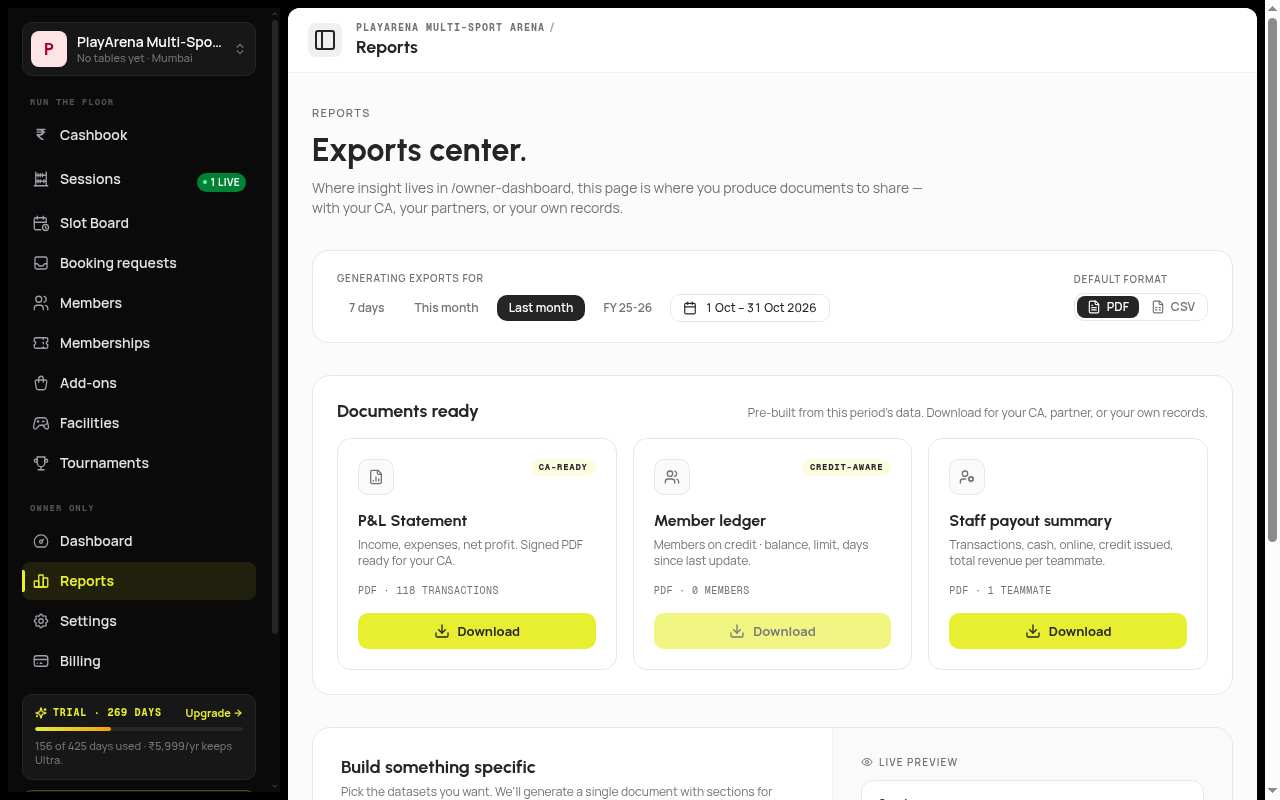 P
PlayArena Multi-Spo...
No tables yet · Mumbai
RUN THE FLOOR
Cashbook
Sessions
1 LIVE
Slot Board
Booking requests
Members
Memberships
Add-ons
Facilities
Tournaments
OWNER ONLY
Dashboard
Reports
Settings
Billing
TRIAL · 269 DAYS
Upgrade →
156 of 425 days used · ₹5,999/yr keeps
Ultra.
PLAYARENA MULTI-SPORT ARENA /
Reports
REPORTS
Exports center.
Where insight lives in /owner-dashboard, this page is where you produce documents to share —
with your CA, your partners, or your own records.
GENERATING EXPORTS FOR
7 days
This month
Last month
FY 25-26
1 Oct – 31 Oct 2026
DEFAULT FORMAT
PDF
CSV
Documents ready
Pre-built from this period's data. Download for your CA, partner, or your own records.
CA-READY
P&L Statement
Income, expenses, net profit. Signed PDF
ready for your CA.
PDF · 118 TRANSACTIONS
Download
CREDIT-AWARE
Member ledger
Members on credit · balance, limit, days
since last update.
PDF · 0 MEMBERS
Download
Staff payout summary
Transactions, cash, online, credit issued,
total revenue per teammate.
PDF · 1 TEAMMATE
Download
Build something specific
Pick the datasets you want. We'll generate a single document with sections for
LIVE PREVIEW